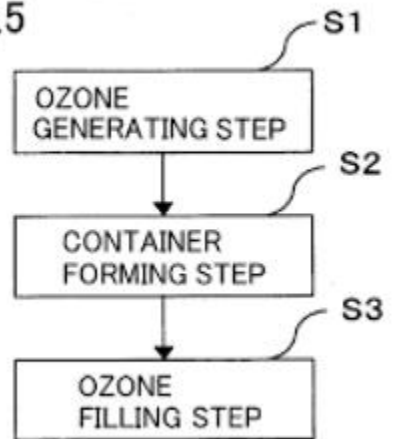 5
S1
OZONE
GENERATING STEP
S2
CONTAINER
FORMING STEP
S3
OZONE
FILLING STEP